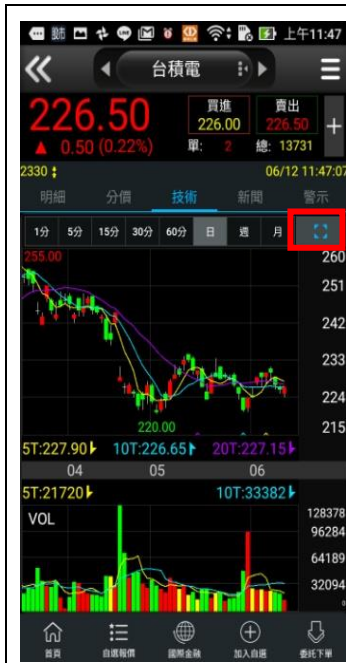 上午11:47
台積電
226.50
買進
226.00
賣出
226.50
+
▲ 0.50 (0.22%)
單: 2
總: 13731
2330
06/12 11:47:07
明細 分價 技術 新聞 警示
1分 5分 15分 30分 60分 日 週 月
255.00
260
251
242
233
224
215
220.00
5T:227.90 10T:226.65 20T:227.15
04 05 06
5T:21720 10T:33382
VOL
128378
96284
64189
32094
0
首頁 自選報價 國際金融 加入自選 委託下單